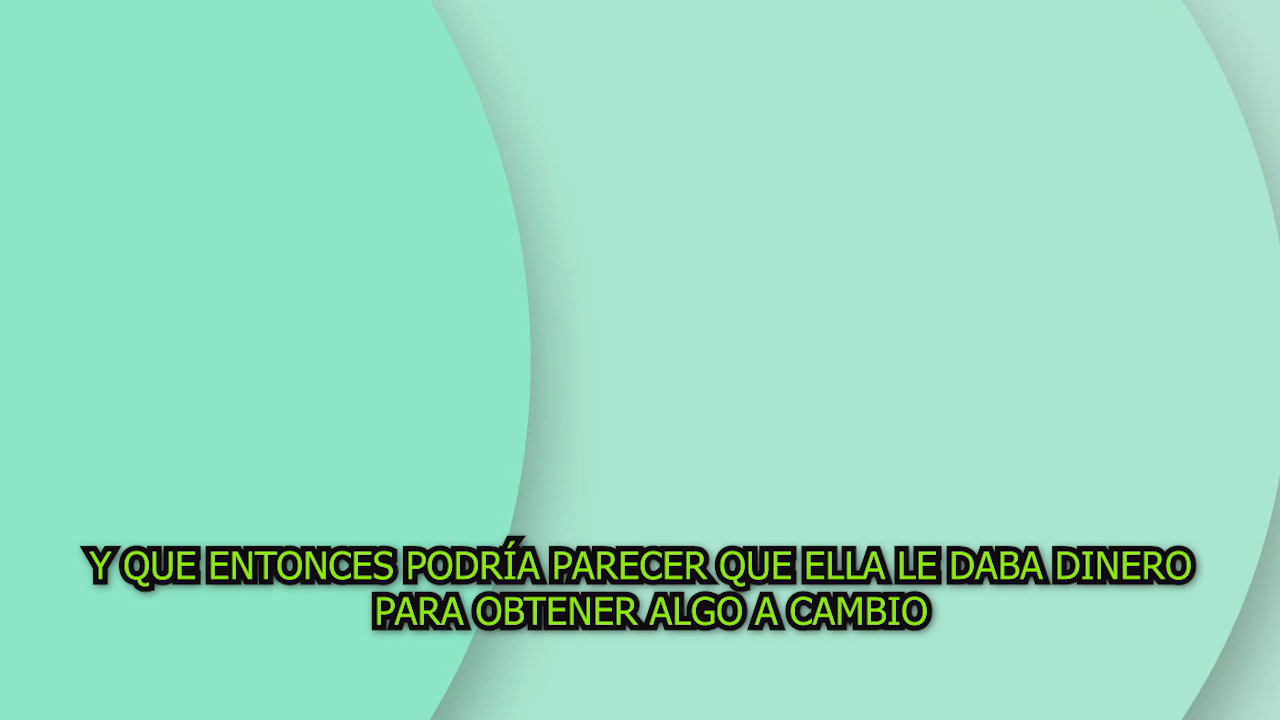 Y QUE ENTONCES PODRÍA PARECER QUE ELLA LE DABA DINERO
PARA OBTENER ALGO A CAMBIO